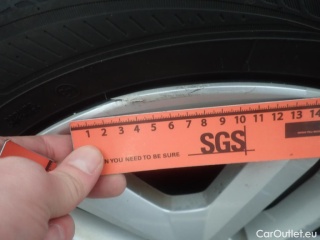 1 2 3 4 5 6 7 8 9 10 11 12 13 14
N YOU NEED TO BE SURE SGS
CarOutlet.eu